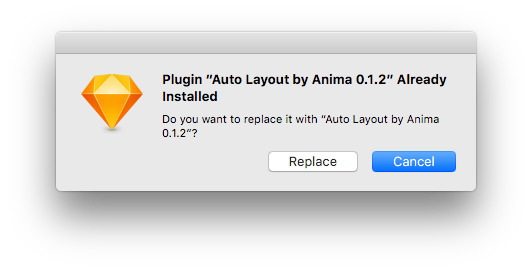 Plugin “Auto Layout by Anima 0.1.2” Already
Installed
Do you want to replace it with “Auto Layout by Anima
0.1.2”?
Replace
Cancel